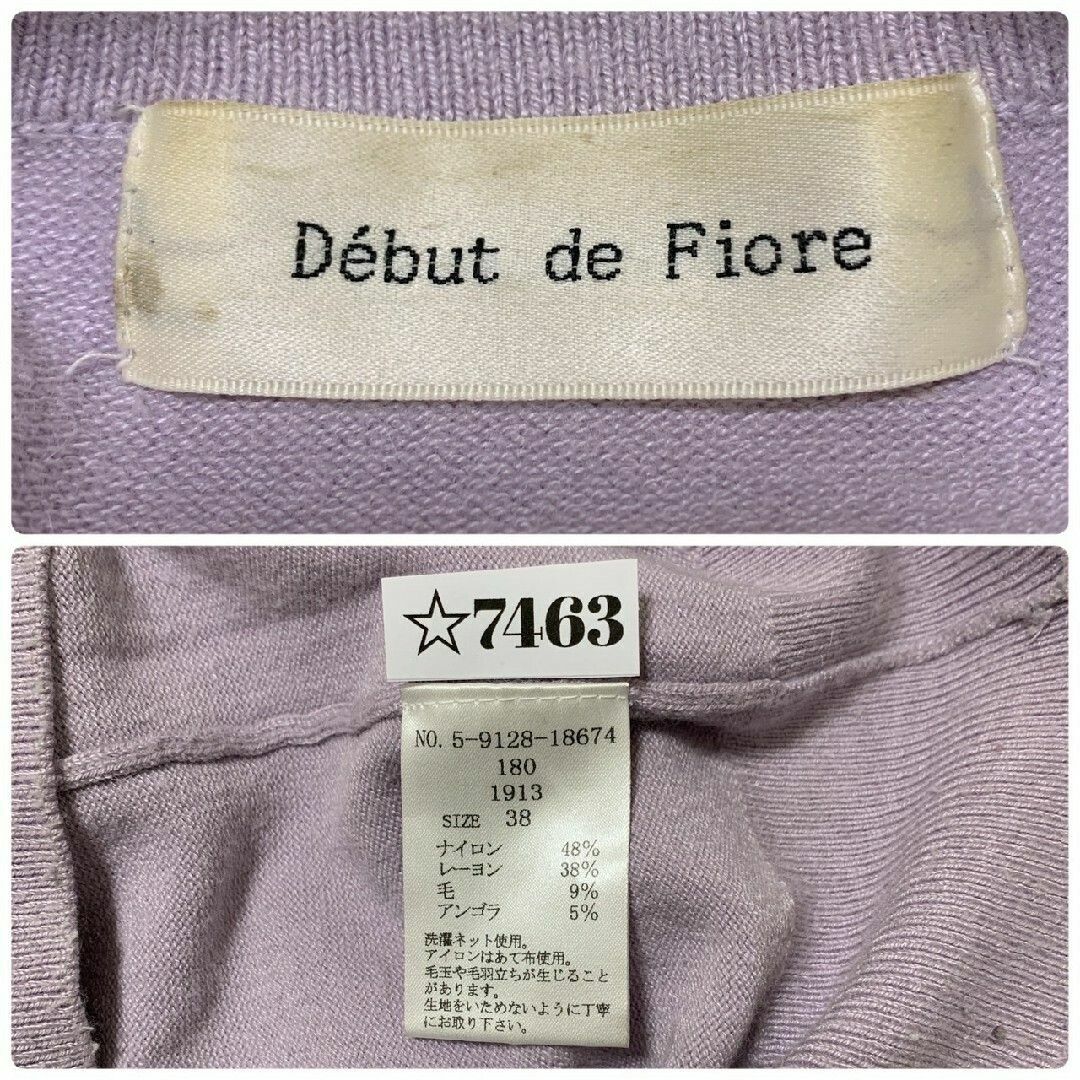 Début de Fiore
☆7463
NO. 5-9128-18674
180
1913
SIZE 38
ナイロン 48%
レーヨン 38%
毛 9%
アンゴラ 5%
洗濯ネット使用。
アイロンはあて布使用。
毛玉や毛羽立ちが生じること
があります。
生地をいためないように丁寧
にお取り下さい。